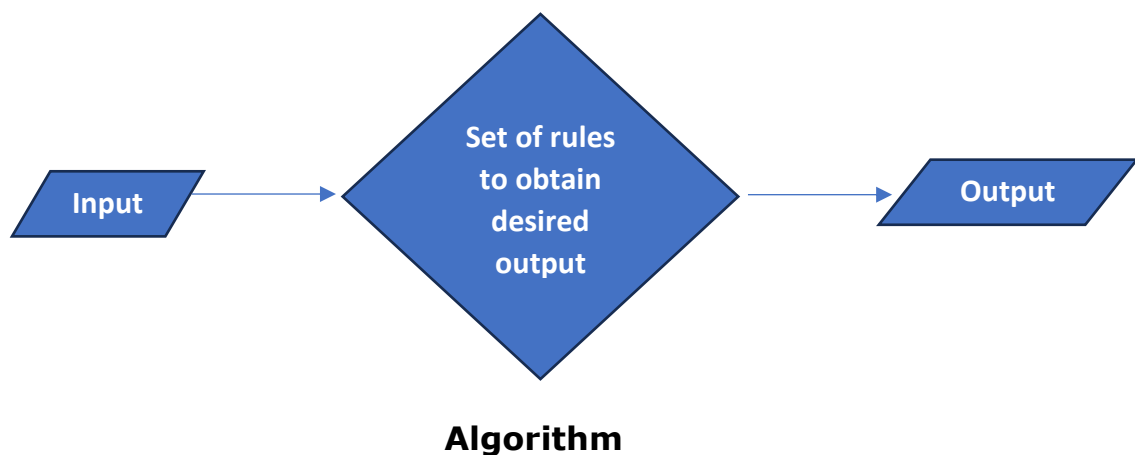 Input
Set of rules
to obtain
desired
output
Output
Algorithm